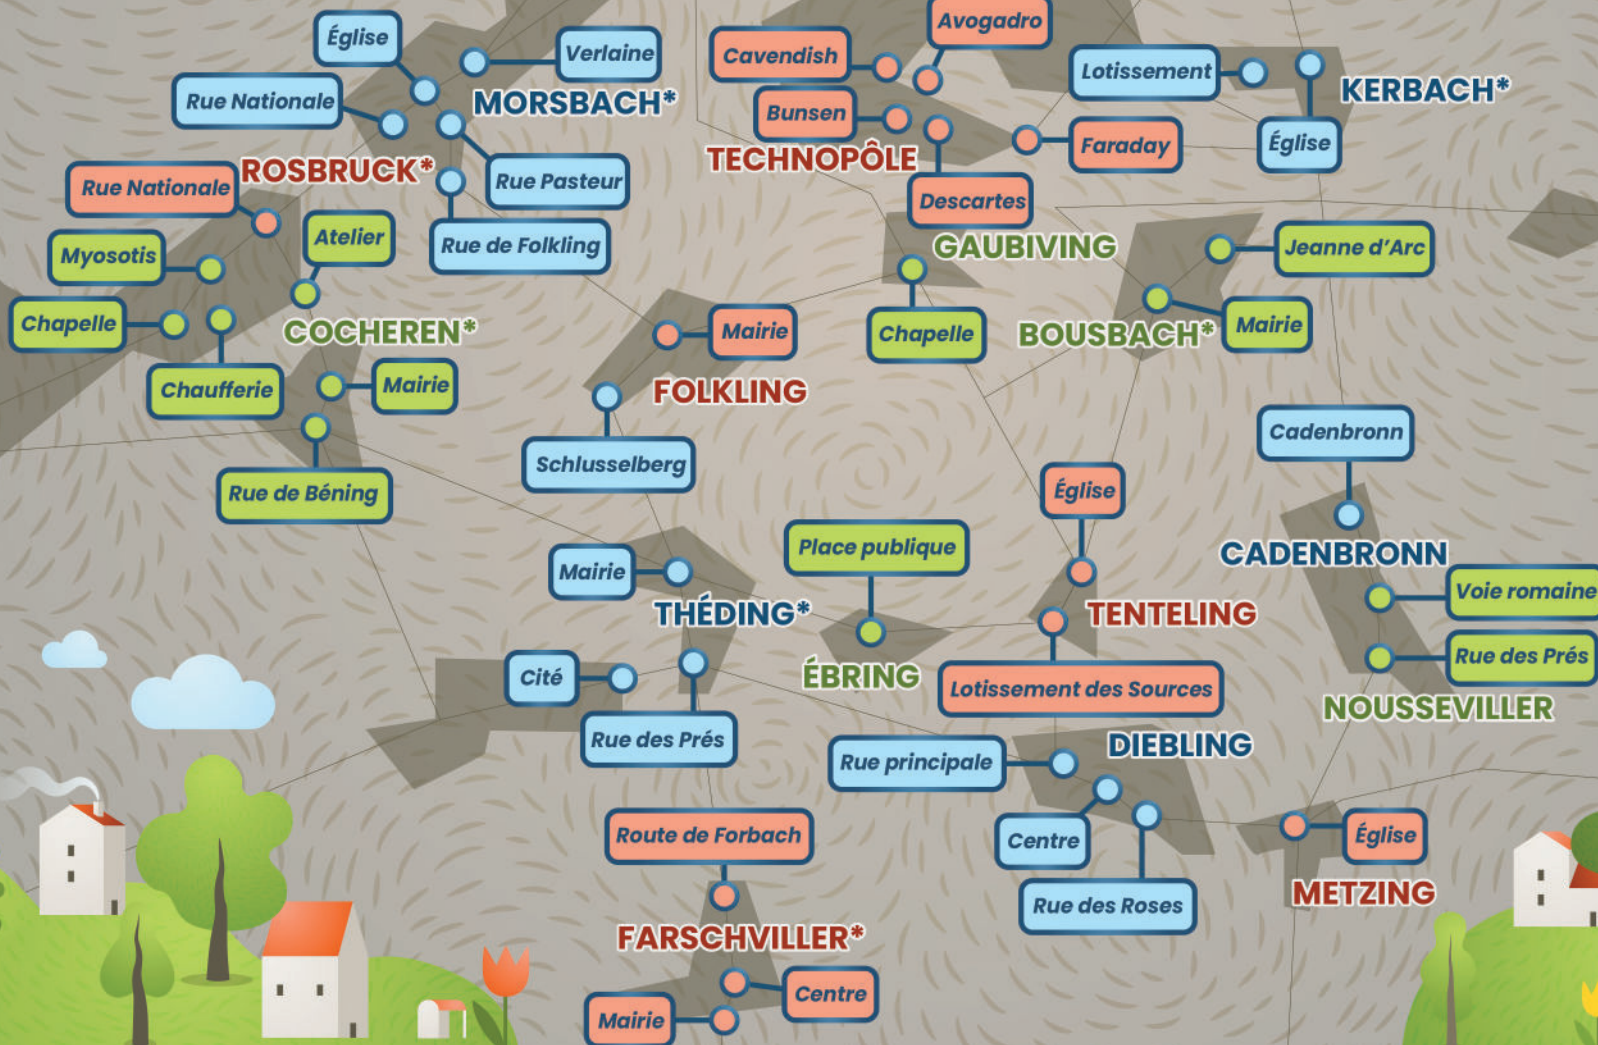 Avogadro
Église
Verlaine
Cavendish
Lotissement
Rue Nationale
MORSBACH*
KERBACH*
Bunsen
Église
Faraday
TECHNOPÔLE
ROSBRUCK*
Rue Nationale
Rue Pasteur
Descartes
Atelier
Rue de Folkling
GAUBIVING
Jeanne d'Arc
Myosotis
Chapelle
COCHEREN*
Mairie
Chapelle
BOUSBACH*
Mairie
Chaufferie
Mairie
FOLKLING
Cadenbronn
Schlusselberg
Rue de Béning
Église
Place publique
CADENBRONN
Mairie
Voie romaine
THÉDING*
TENTELING
Rue des Prés
Cité
ÉBRING
Lotissement des Sources
NOUSSEVILLER
Rue des Prés
DIEBLING
Rue principale
Route de Forbach
Centre
Église
METZING
Rue des Roses
FARSCHVILLER*
Centre
Mairie